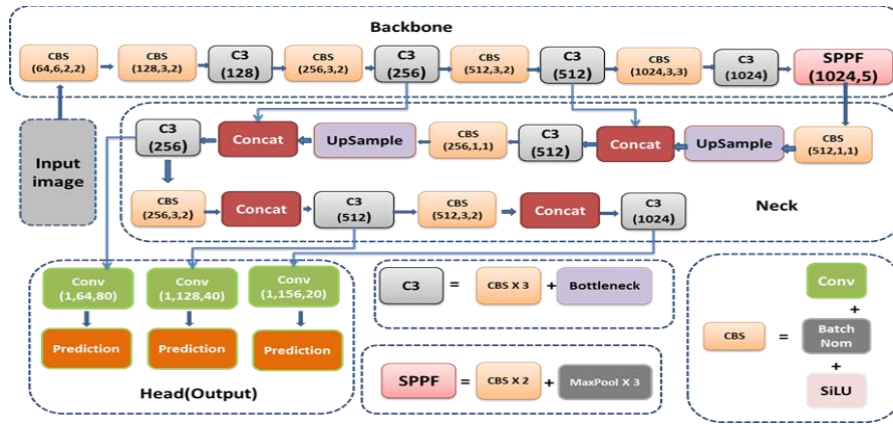 Backbone
CBS
(64,6,2,2)
CBS
(128,3,2)
C3
(128)
CBS
(256,3,2)
C3
(256)
CBS
(512,3,2)
C3
(512)
CBS
(1024,3,3)
C3
(1024)
SPPF
(1024,5)
Input
image
C3
(256)
Concat
UpSample
CBS
(256,1,1)
C3
(512)
Concat
UpSample
CBS
(512,1,1)
CBS
(256,3,2)
Concat
C3
(512)
CBS
(512,3,2)
Concat
C3
(1024)
Neck
Conv
(1,64,80)
Conv
(1,128,40)
Conv
(1,156,20)
Prediction
Prediction
Prediction
Head(Output)
C3 = CBS X 3 + Bottleneck
SPPF = CBS X 2 + MaxPool X 3
Conv
+
CBS = Batch
Nom
+
SiLU